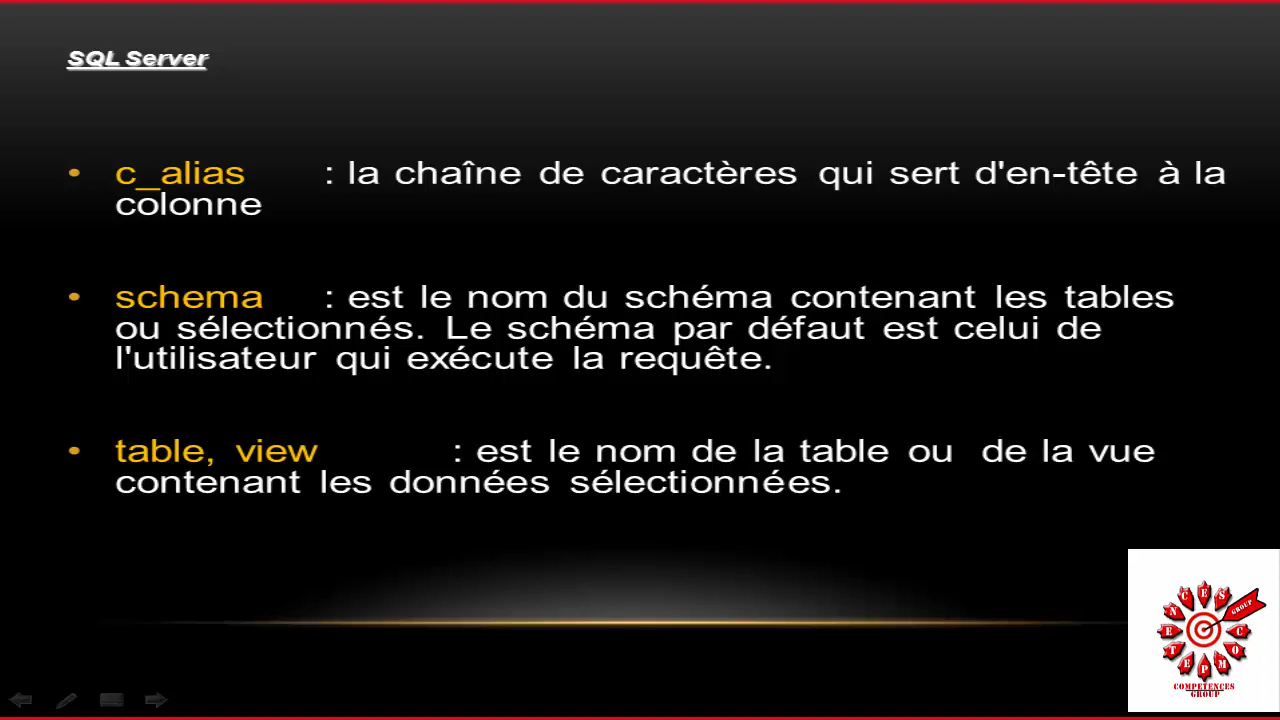 SQL Server
• c_alias : la chaîne de caractères qui sert d'en-tête à la
colonne
• schema : est le nom du schéma contenant les tables
ou sélectionnés. Le schéma par défaut est celui de
l'utilisateur qui exécute la requête.
• table, view : est le nom de la table ou de la vue
contenant les données sélectionnées.
COMPETENCES
GROUP
COMPETENCES
GROUP